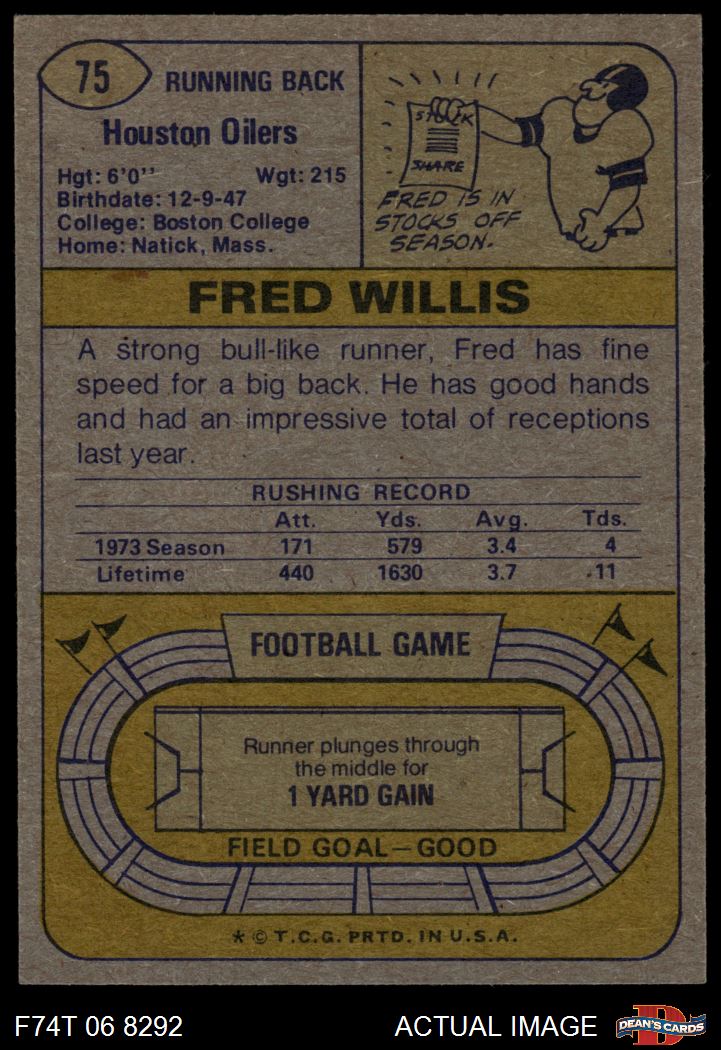 75
RUNNING BACK
Houston Oilers
Hgt: 6'0'' Wgt: 215
Birthdate: 12-9-47
College: Boston College
Home: Natick, Mass.
STOCK
SHARE
FRED IS IN
STOCKS OFF
SEASON.
FRED WILLIS
A strong bull-like runner, Fred has fine
speed for a big back. He has good hands
and had an impressive total of receptions
last year.
RUSHING RECORD
Att. Yds. Avg. Tds.
1973 Season 171 579 3.4 4
Lifetime 440 1630 3.7 11
FOOTBALL GAME
Runner plunges through
the middle for
1 YARD GAIN
FIELD GOAL—GOOD
* © T.C.G. PRTD. IN U.S.A.
F74T 06 8292
ACTUAL IMAGE
D
DEAN'S CARDS